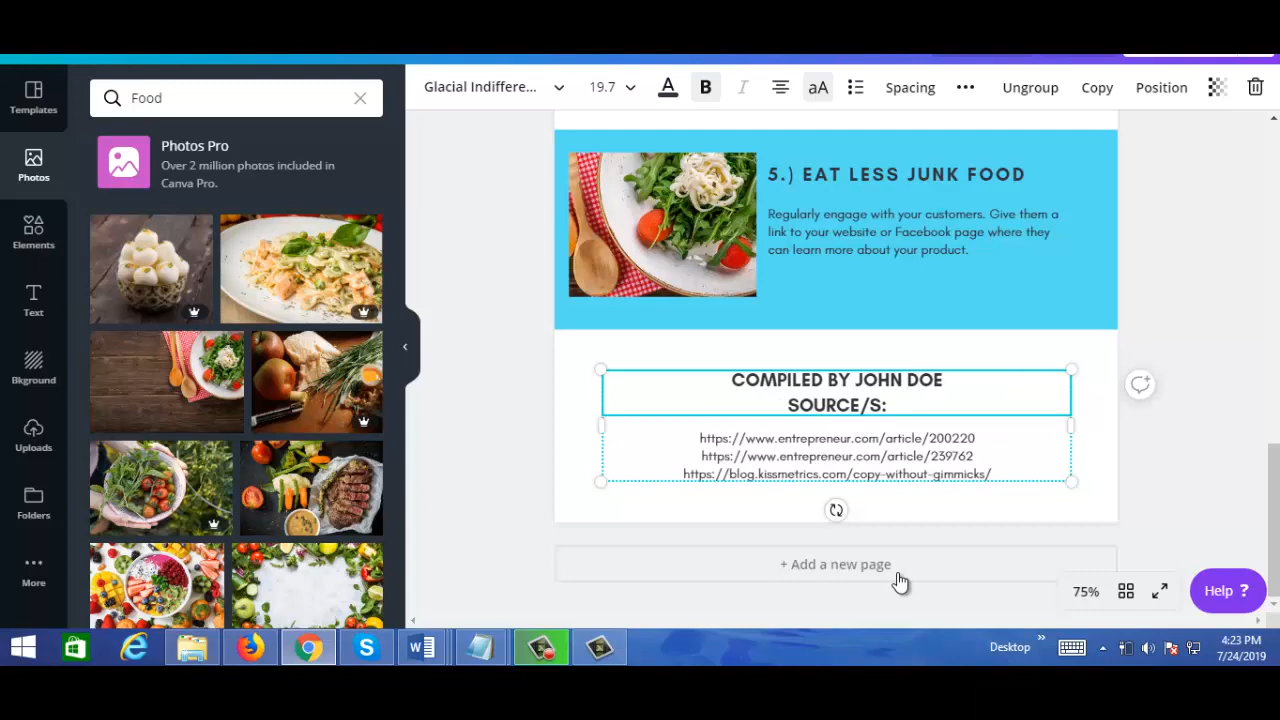 Glacial Indiffere...
19.7
A
B
I
aA
Spacing
Ungroup
Copy
Position
Templates
Photos
Elements
Text
Bkground
Uploads
Folders
More
Food
Photos Pro
Over 2 million photos included in
Canva Pro.
5.) EAT LESS JUNK FOOD
Regularly engage with your customers. Give them a
link to your website or Facebook page where they
can learn more about your product.
COMPILED BY JOHN DOE
SOURCE/S:
https://www.entrepreneur.com/article/200220
https://www.entrepreneur.com/article/239762
https://blog.kissmetrics.com/copy-without-gimmicks/
+ Add a new page
75%
Help ?
Desktop
4:23 PM
7/24/2019